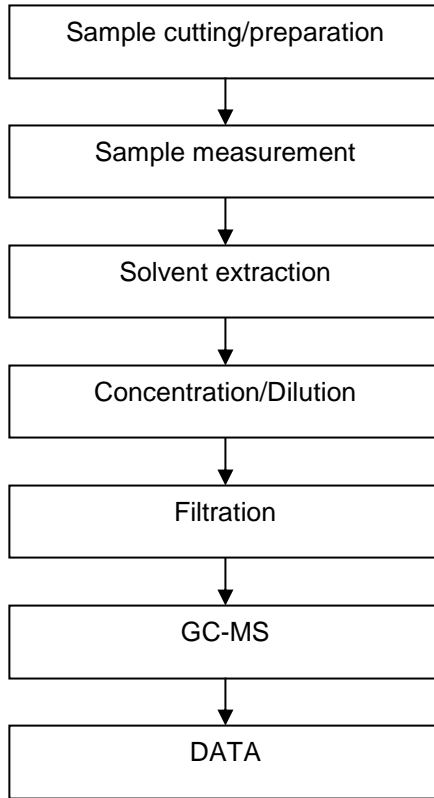 Sample cutting/preparation
Sample measurement
Solvent extraction
Concentration/Dilution
Filtration
GC-MS
DATA